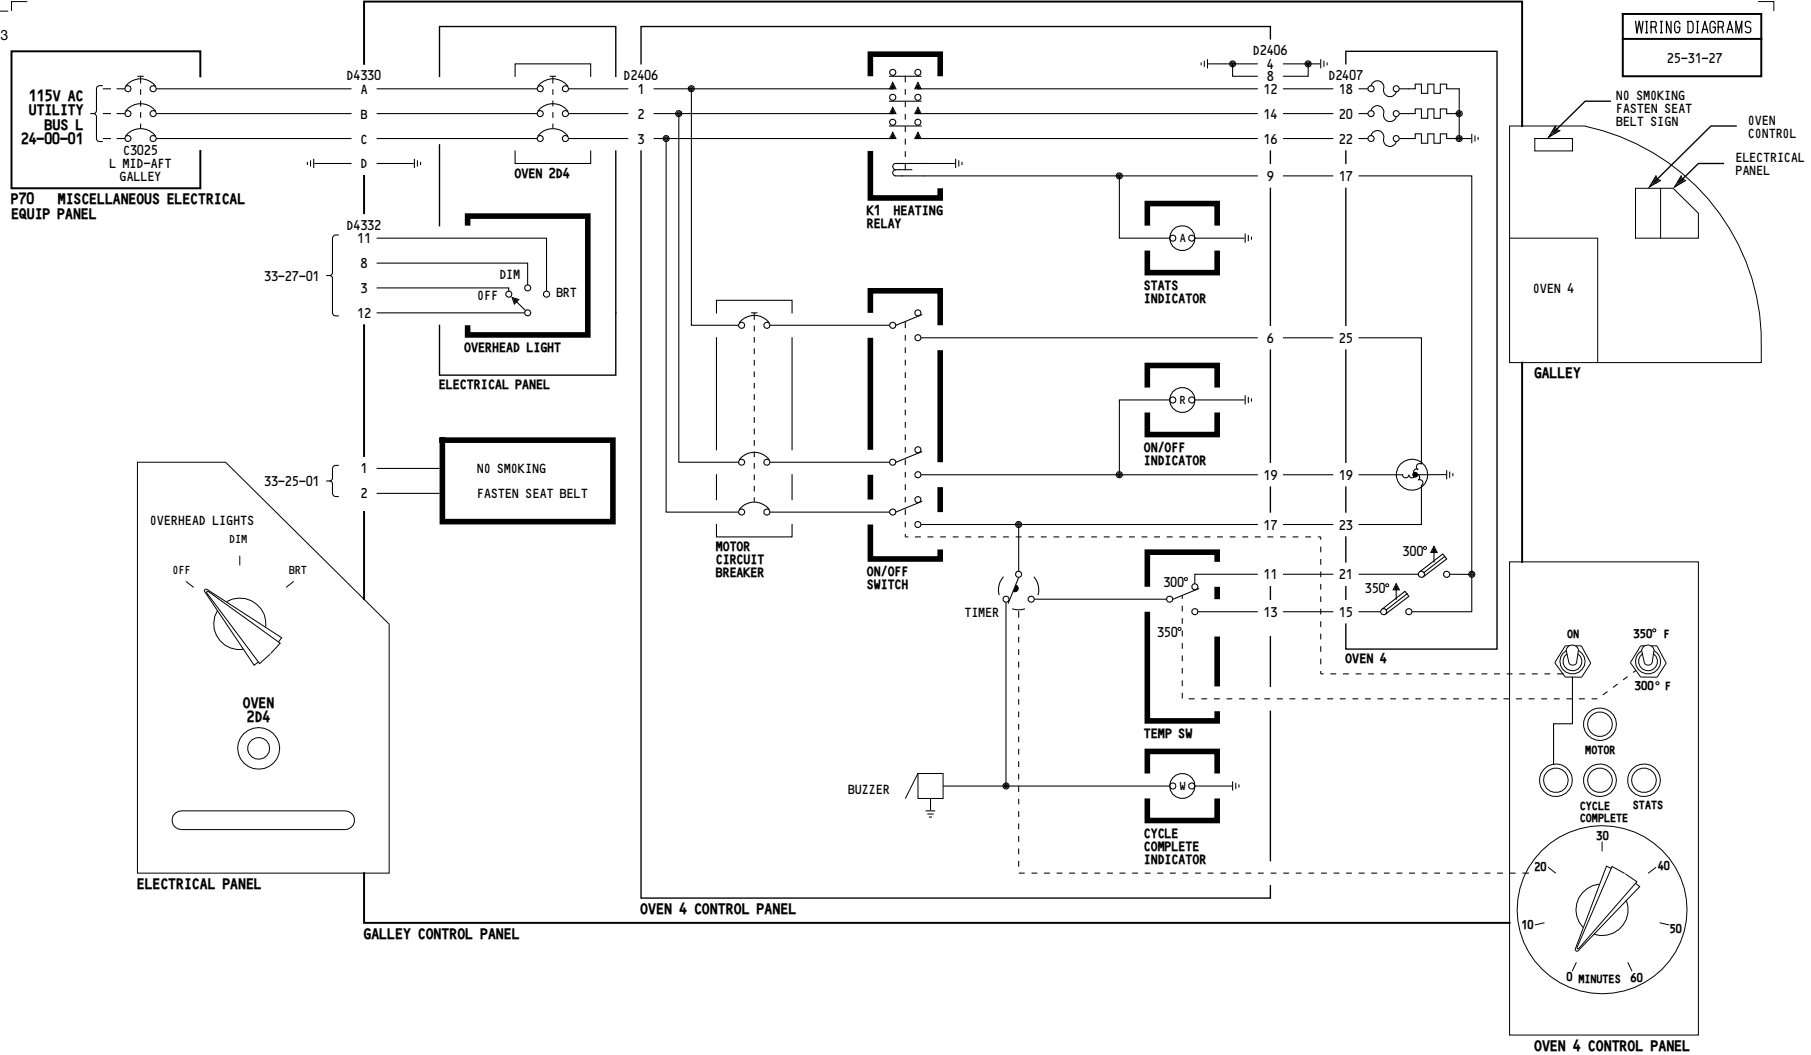 3
WIRING DIAGRAMS
25-31-27
115V AC
UTILITY
BUS L
24-00-01
C3025
L MID-AFT
GALLEY
P70 MISCELLANEOUS ELECTRICAL
EQUIP PANEL
D4330
A
B
C
D
OVEN 2D4
D4332
11
8
3
12
33-27-01
DIM
OFF
BRT
OVERHEAD LIGHT
ELECTRICAL PANEL
33-25-01
1
2
NO SMOKING
FASTEN SEAT BELT
OVERHEAD LIGHTS
DIM
OFF
BRT
OVEN
2D4
ELECTRICAL PANEL
D2406
1
2
3
K1 HEATING
RELAY
D2406
4
8
12
14
16
9
D2407
18
20
22
17
A
STATS
INDICATOR
6
25
R
ON/OFF
INDICATOR
19
19
17
23
MOTOR
CIRCUIT
BREAKER
ON/OFF
SWITCH
TIMER
300°
350°
11
21
13
15
300°
350°
OVEN 4
TEMP SW
BUZZER
W
CYCLE
COMPLETE
INDICATOR
OVEN 4 CONTROL PANEL
GALLEY CONTROL PANEL
NO SMOKING
FASTEN SEAT
BELT SIGN
OVEN
CONTROL
ELECTRICAL
PANEL
OVEN 4
GALLEY
ON
350° F
300° F
MOTOR
CYCLE
COMPLETE
STATS
30
20
40
10
50
0
MINUTES
60
OVEN 4 CONTROL PANEL